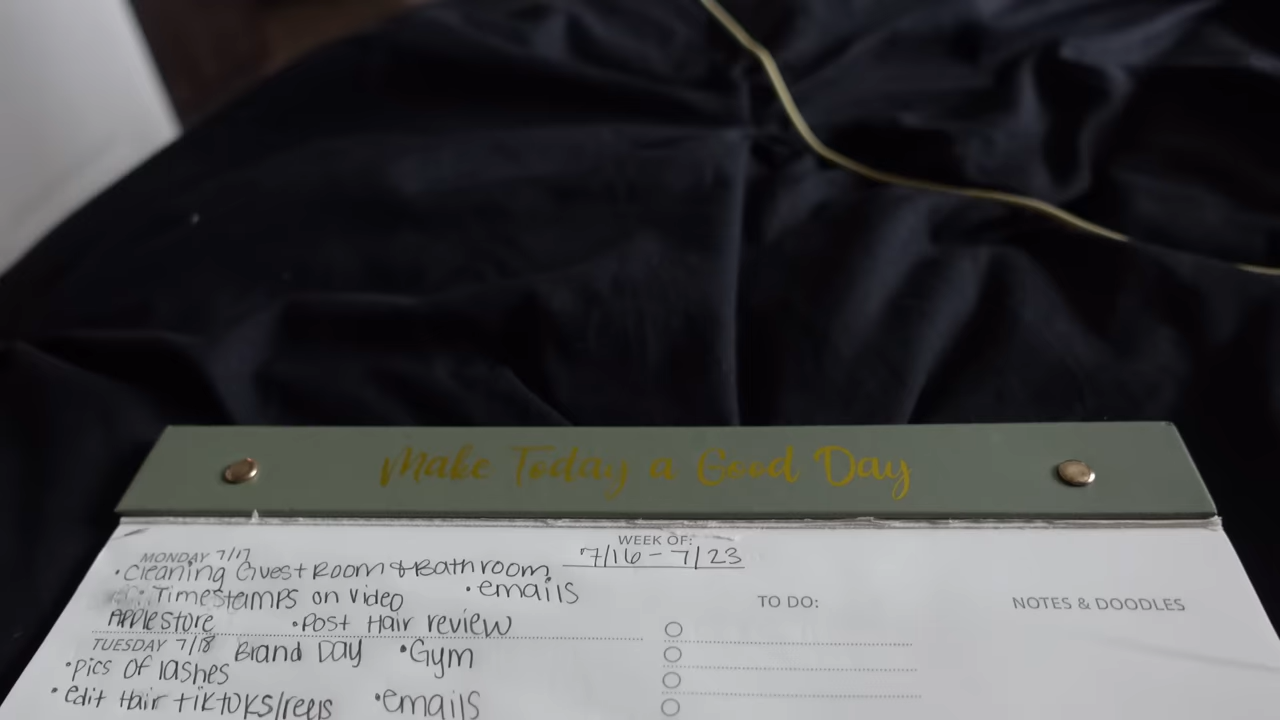 Make Today a Good Day
WEEK OF:
7/16 - 7/23
MONDAY 7/17
• Cleaning Guest Room & Bathroom
• Timestamps on Video • emails
Apple Store • Post Hair review
TUESDAY 7/18 Brand Day • Gym
• Pics of lashes
• edit Hair tiktoks/reels • emails
TO DO:
NOTES & DOODLES